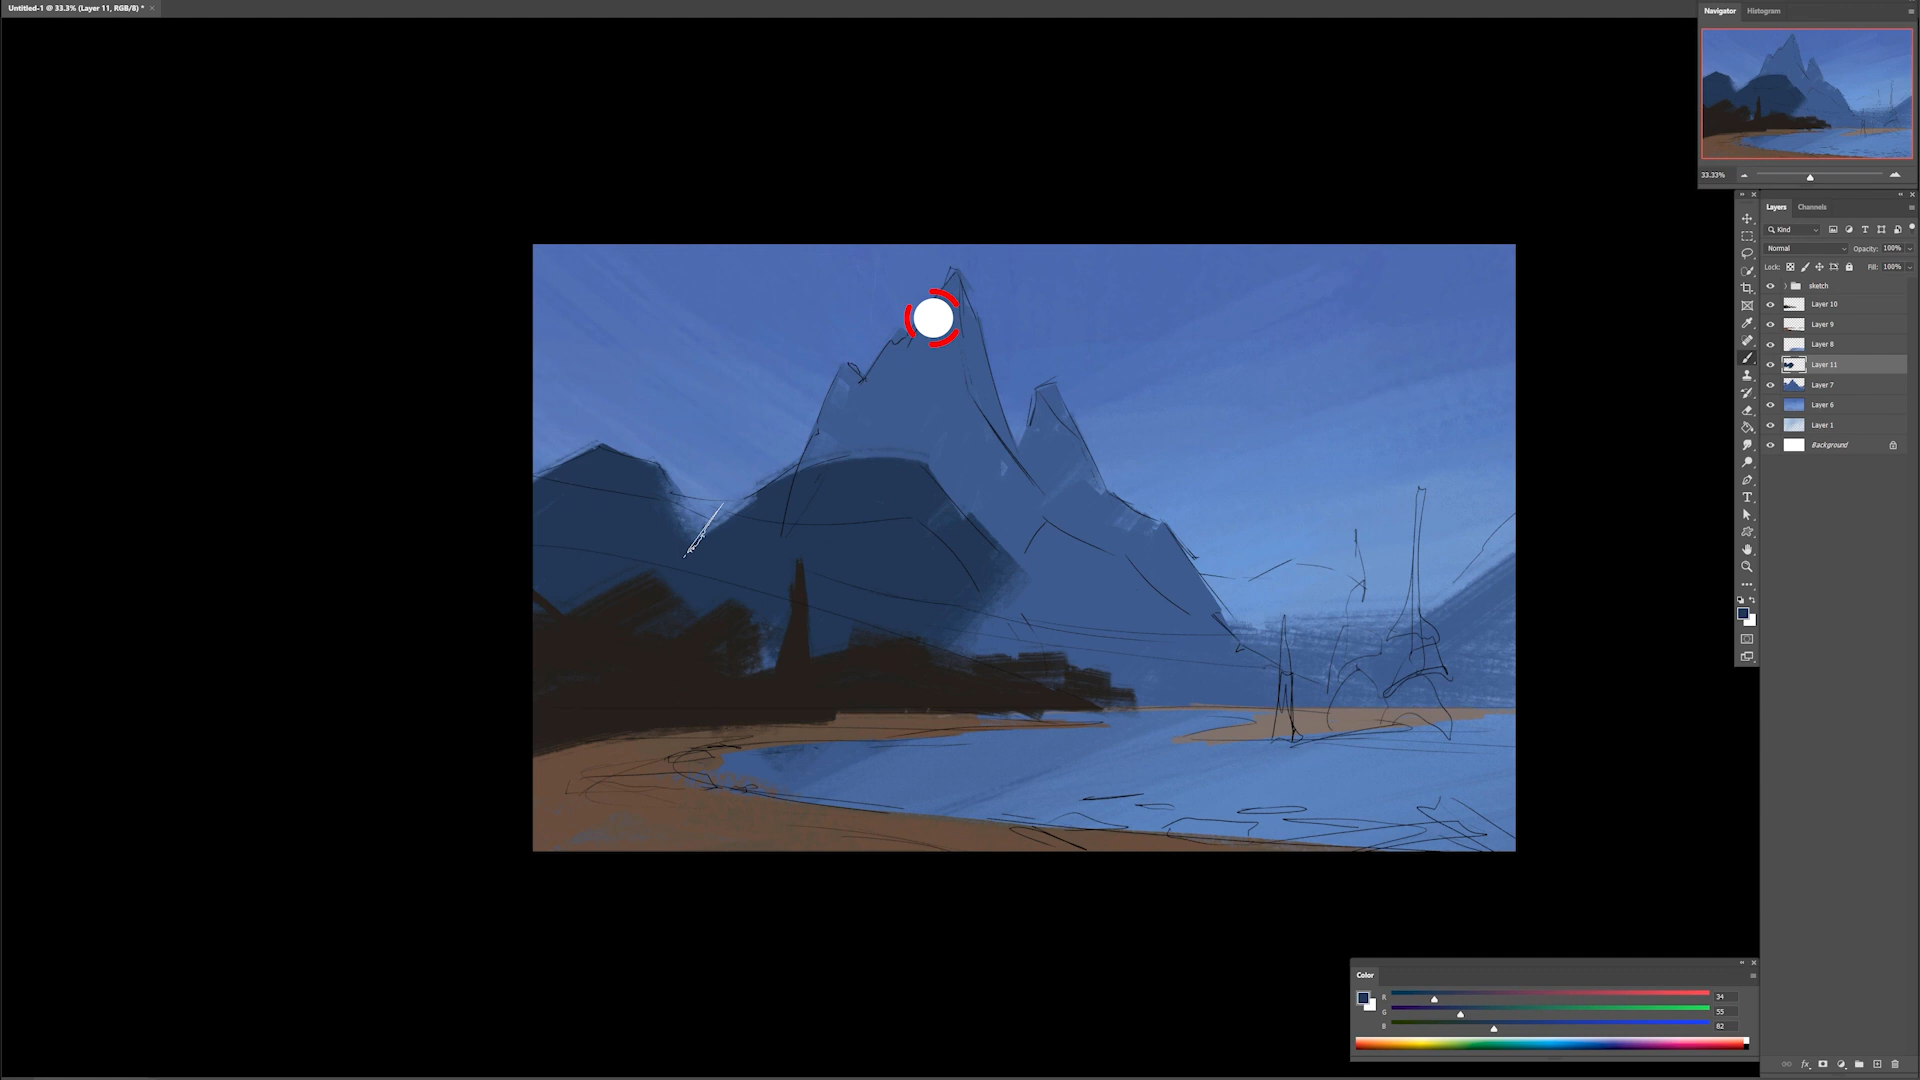 Untitled-1 @ 33.3% (Layer 11, RGB/8) *
Navigator Histogram
33.33%
Layers Channels
Kind
Normal Opacity: 100%
Lock: Fill: 100%
sketch
Layer 10
Layer 9
Layer 8
Layer 11
Layer 7
Layer 6
Layer 1
Background
Color
R 34
G 55
B 82